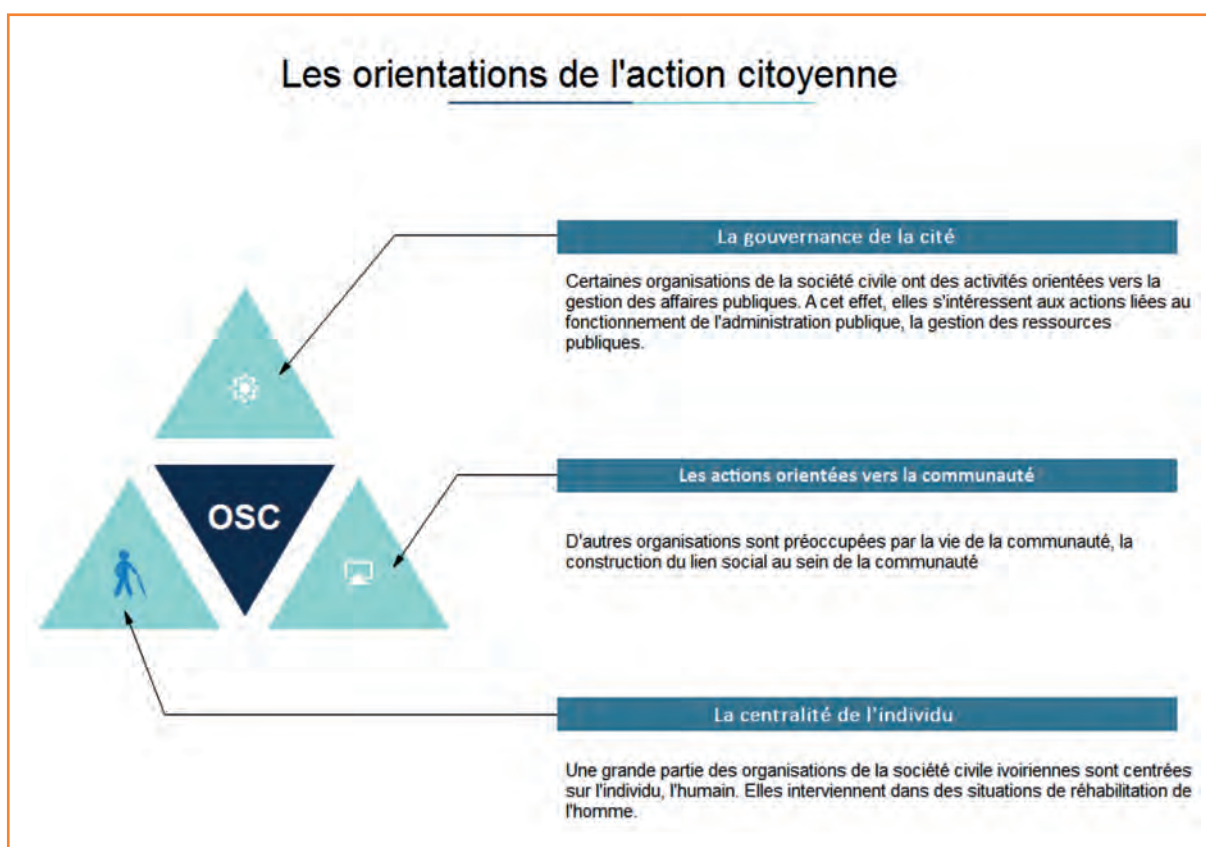 Les orientations de l'action citoyenne
La gouvernance de la cité
Certaines organisations de la société civile ont des activités orientées vers la
gestion des affaires publiques. A cet effet, elles s'intéressent aux actions liées au
fonctionnement de l'administration publique, la gestion des ressources
publiques.
Les actions orientées vers la communauté
OSC
D'autres organisations sont préoccupées par la vie de la communauté, la
construction du lien social au sein de la communauté
La centralité de l'individu
Une grande partie des organisations de la société civile ivoiriennes sont centrées
sur l'individu, l'humain. Elles interviennent dans des situations de réhabilitation de
l'homme.